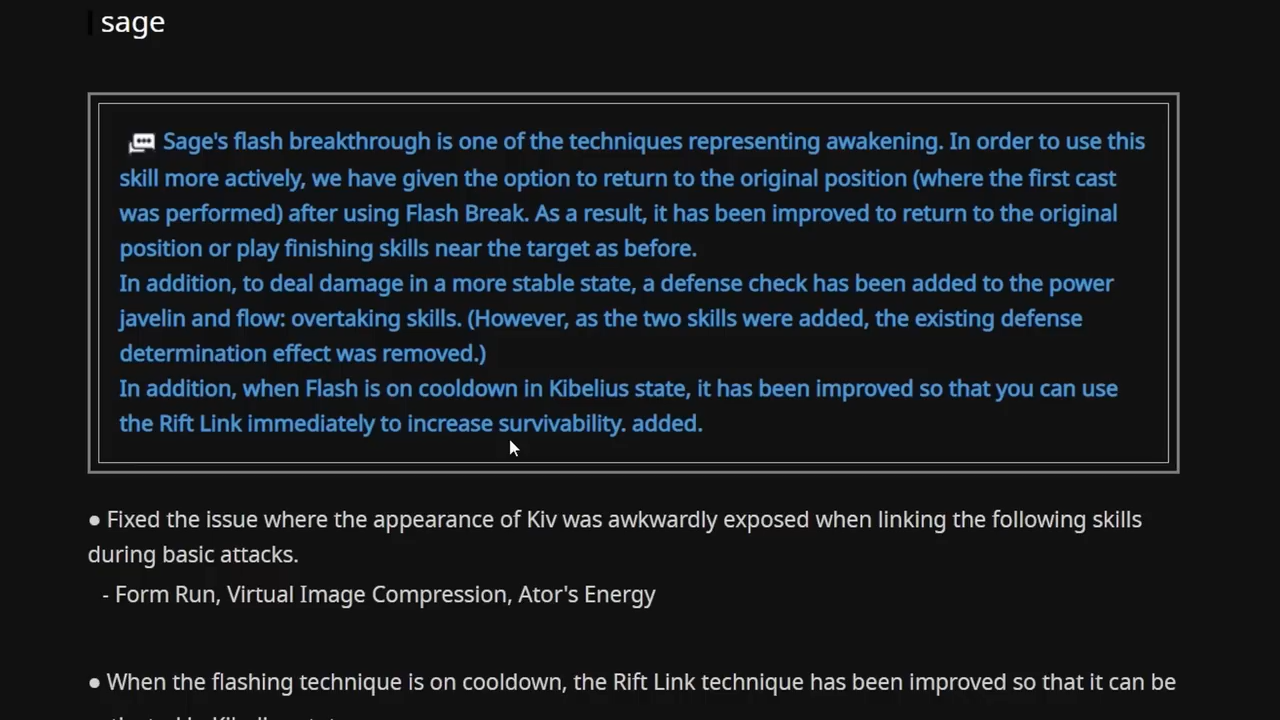 sage
Sage's flash breakthrough is one of the techniques representing awakening. In order to use this
skill more actively, we have given the option to return to the original position (where the first cast
was performed) after using Flash Break. As a result, it has been improved to return to the original
position or play finishing skills near the target as before.
In addition, to deal damage in a more stable state, a defense check has been added to the power
javelin and flow: overtaking skills. (However, as the two skills were added, the existing defense
determination effect was removed.)
In addition, when Flash is on cooldown in Kibelius state, it has been improved so that you can use
the Rift Link immediately to increase survivability. added.
● Fixed the issue where the appearance of Kiv was awkwardly exposed when linking the following skills
during basic attacks.
- Form Run, Virtual Image Compression, Ator's Energy
● When the flashing technique is on cooldown, the Rift Link technique has been improved so that it can be